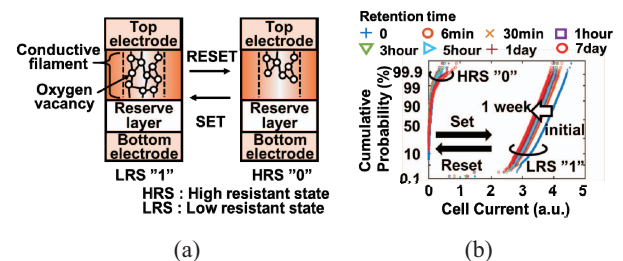 (a)
Top
electrode
Top
electrode
Conductive
filament
RESET
Oxygen
vacancy
SET
Reserve
layer
Reserve
layer
Bottom
electrode
Bottom
electrode
LRS "1"
HRS "0"
HRS : High resistant state
LRS : Low resistant state
(a)
(b)
Retention time
0
6min
30min
1hour
3hour
5hour
1day
7day
Cumulative
Probability (%)
99.9
99
90
50
10
0.1
HRS "0"
1 week
initial
Set
Reset
LRS "1"
0 1 2 3 4 5
Cell Current (a.u.)
(b)